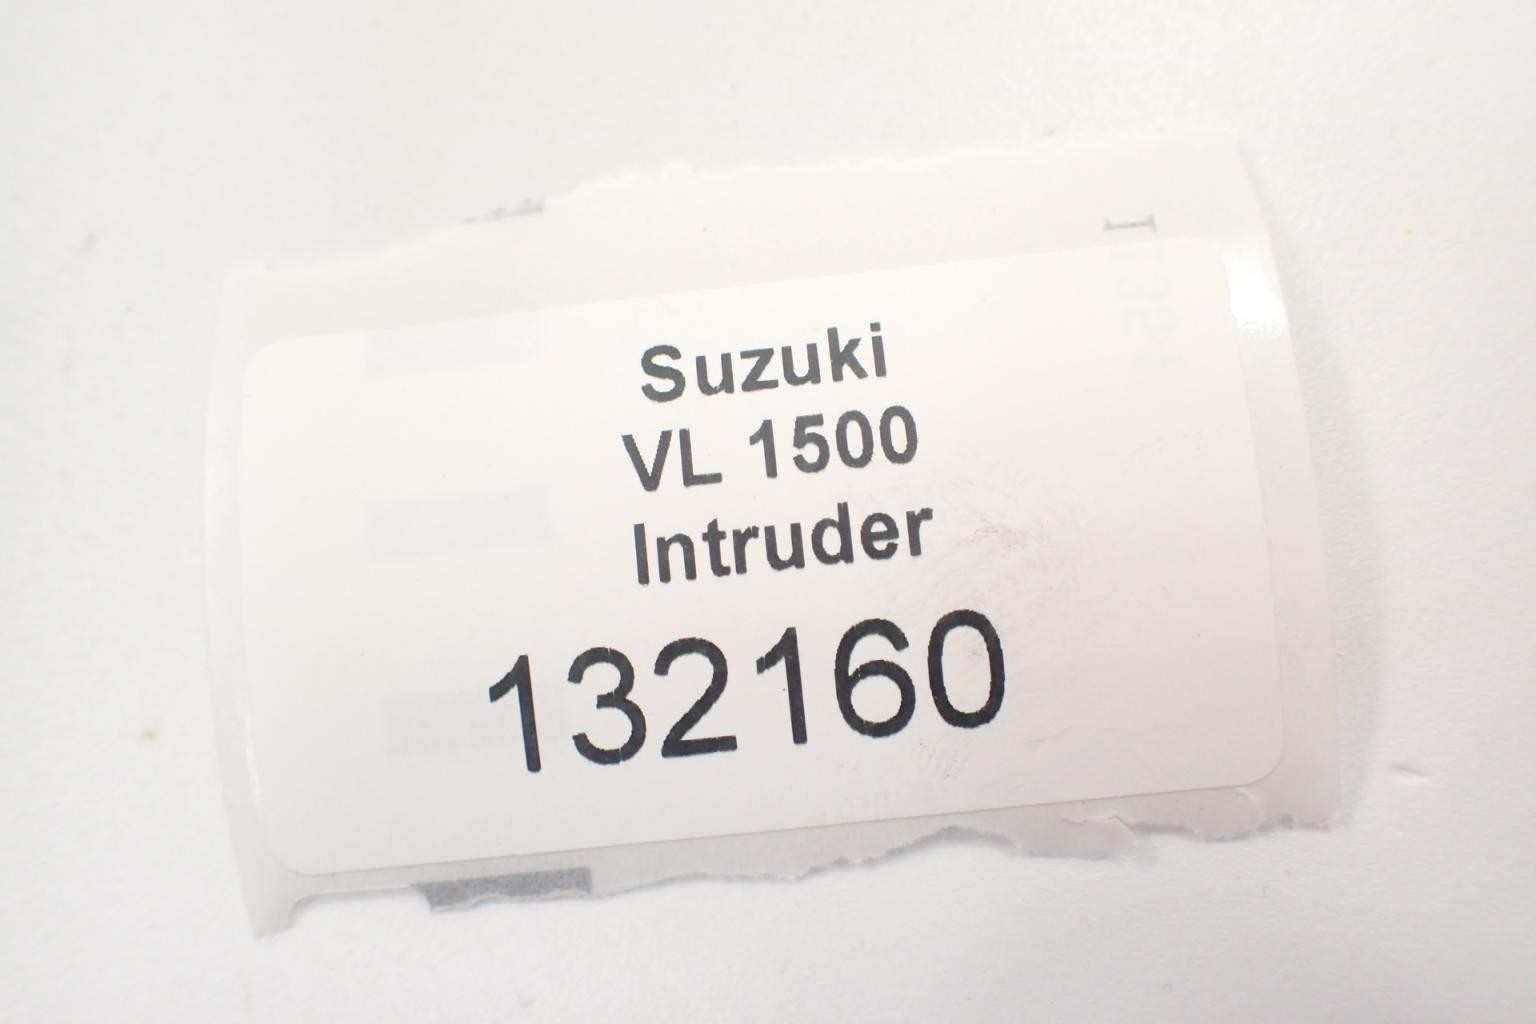 Suzuki
VL 1500
Intruder
132160